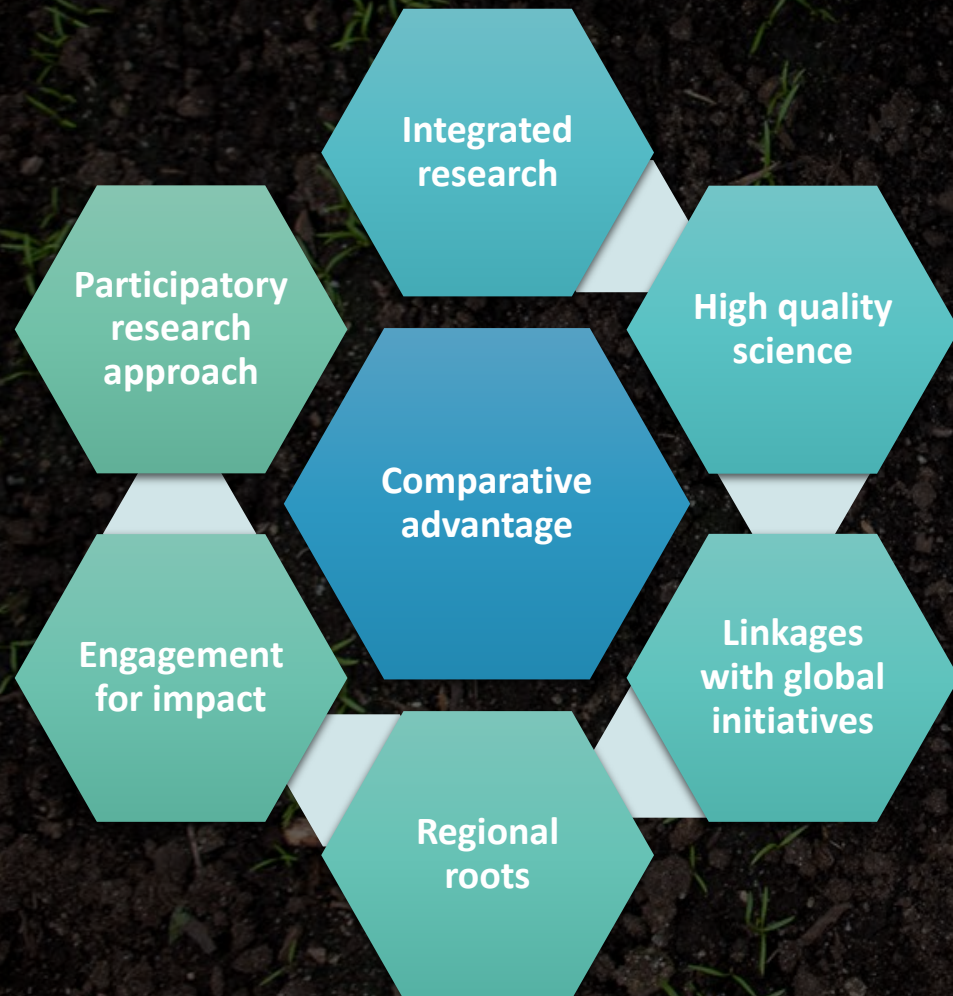 Integrated
research
High quality
science
Linkages
with global
initiatives
Regional
roots
Engagement
for impact
Participatory
research
approach
Comparative
advantage